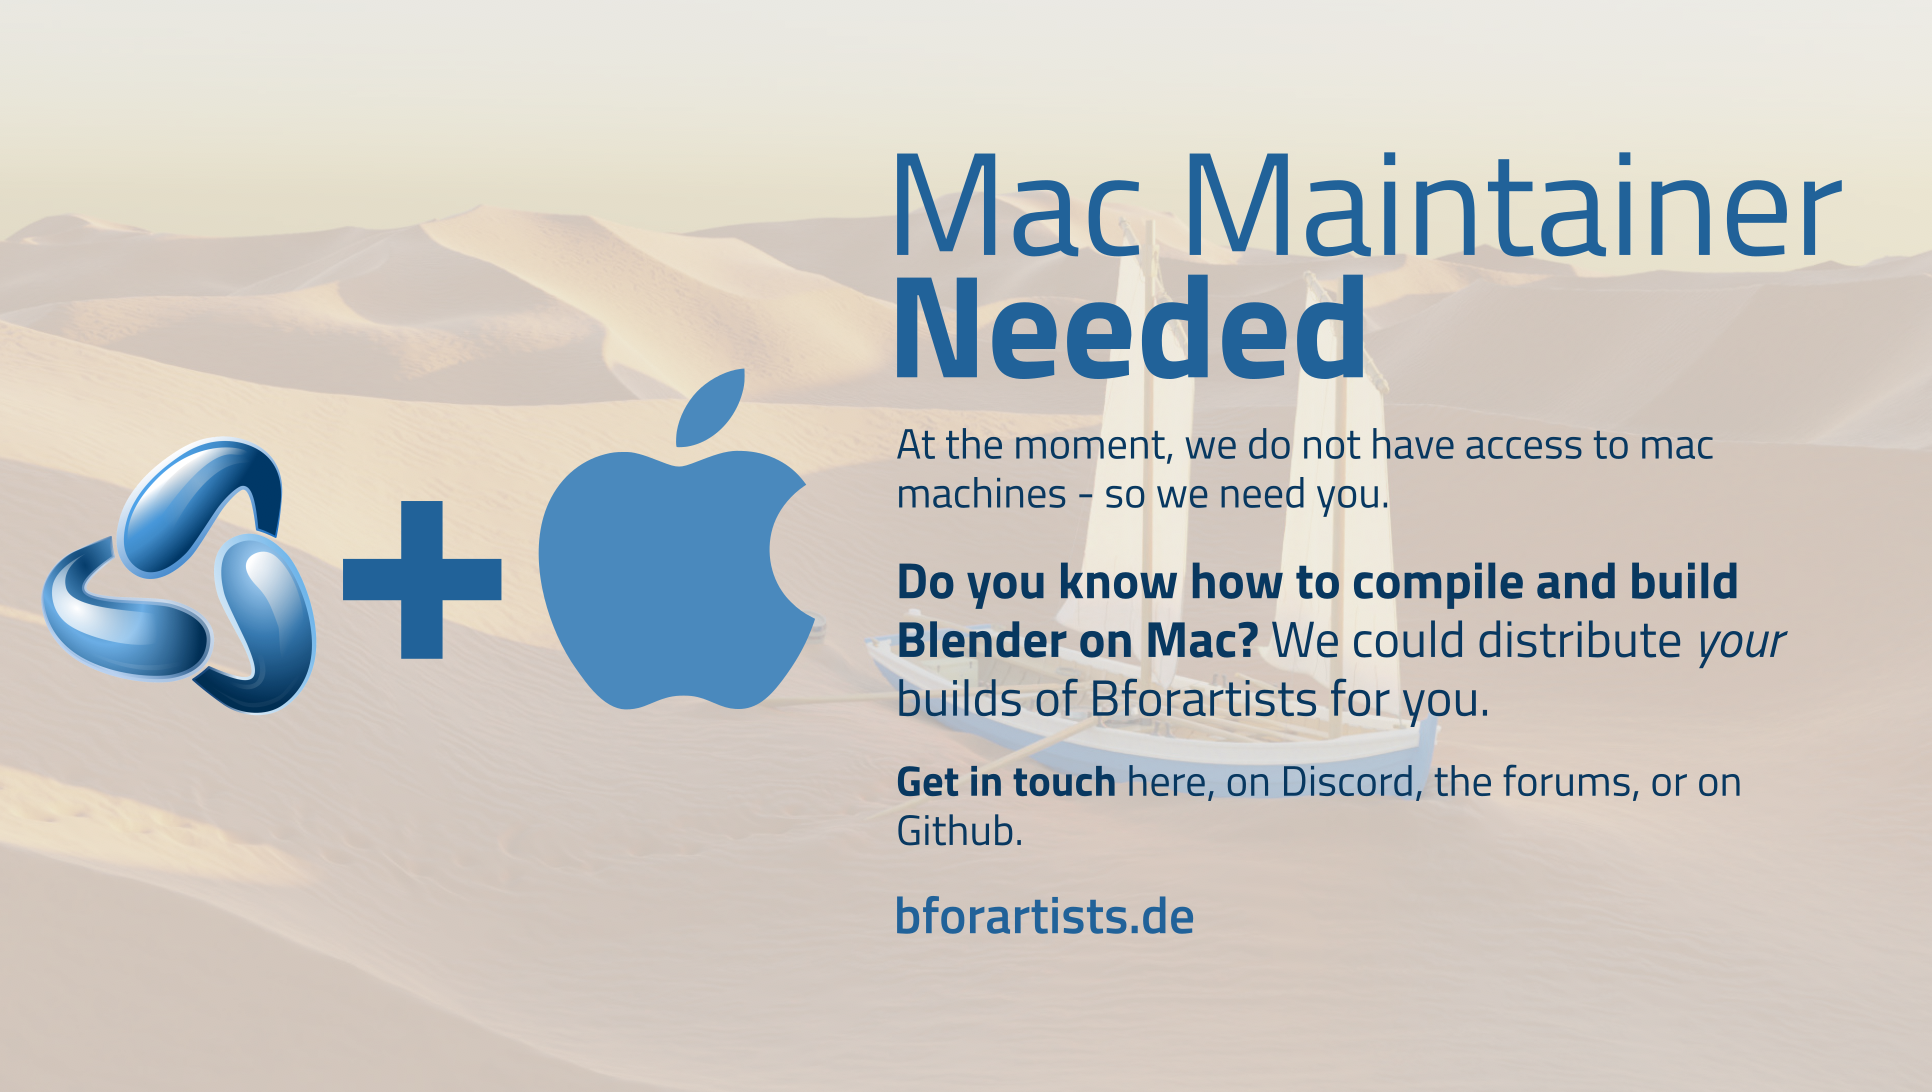 Mac Maintainer
Needed
At the moment, we do not have access to mac
machines - so we need you.
Do you know how to compile and build
Blender on Mac? We could distribute your
builds of Bforartists for you.
Get in touch here, on Discord, the forums, or on
Github.
bforartists.de